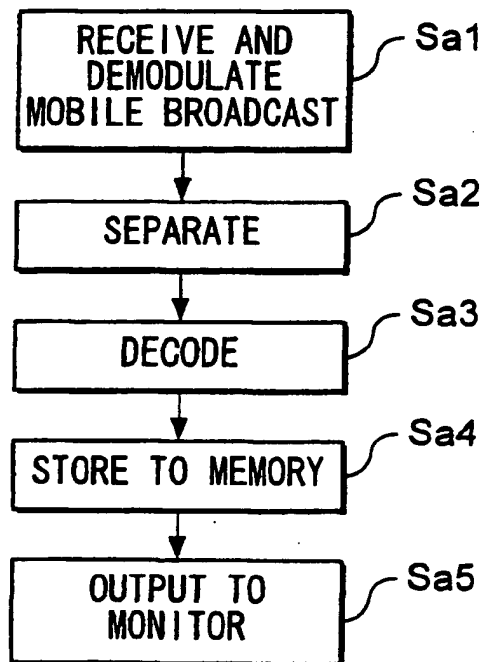 RECEIVE AND
DEMODULATE
MOBILE BROADCAST
Sa1
SEPARATE
Sa2
DECODE
Sa3
STORE TO MEMORY
Sa4
OUTPUT TO
MONITOR
Sa5